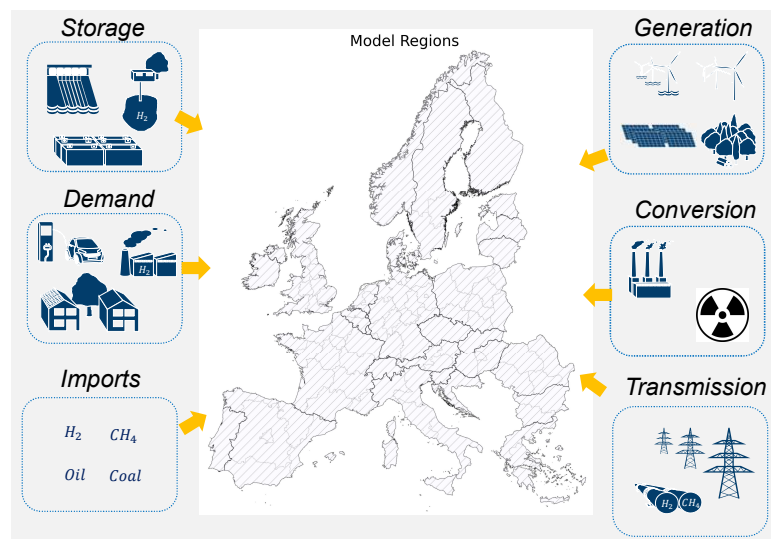 Storage
H₂
Demand
H₂
Imports
H₂ CH₄
Oil Coal
Model Regions
Generation
Conversion
Transmission
H₂ CH₄